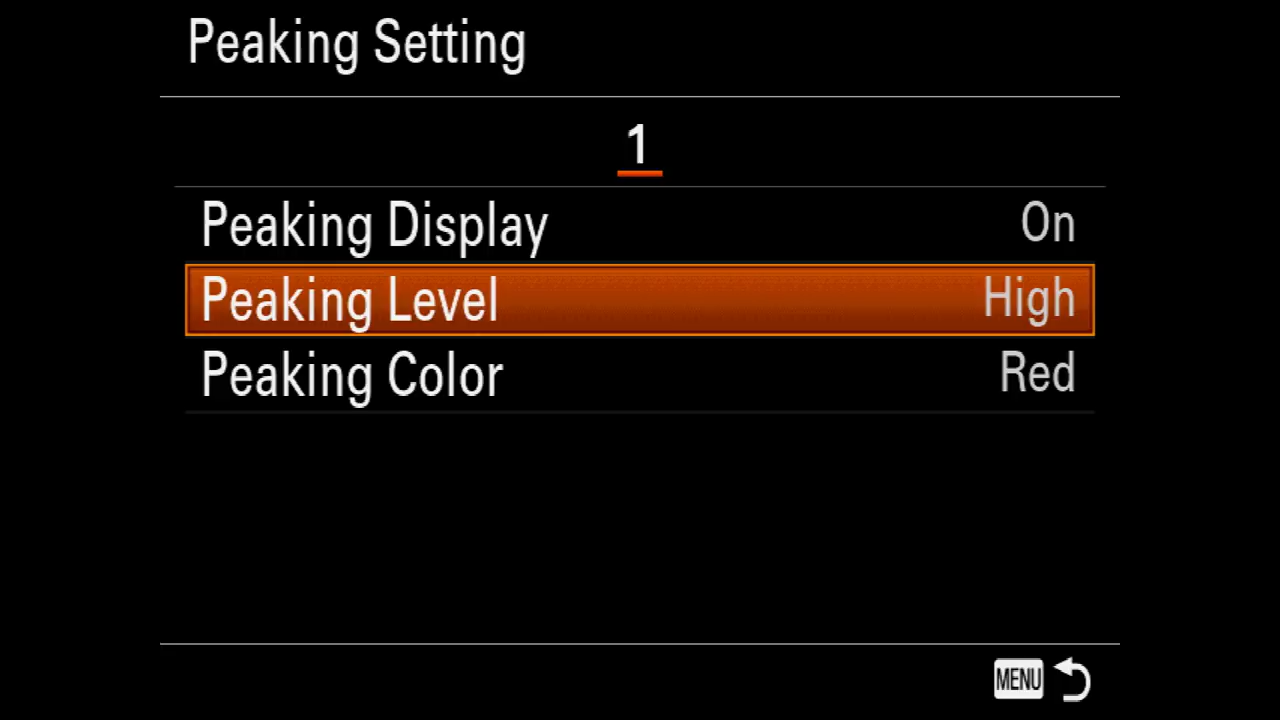 Peaking Setting
1
Peaking Display On
Peaking Level High
Peaking Color Red
MENU